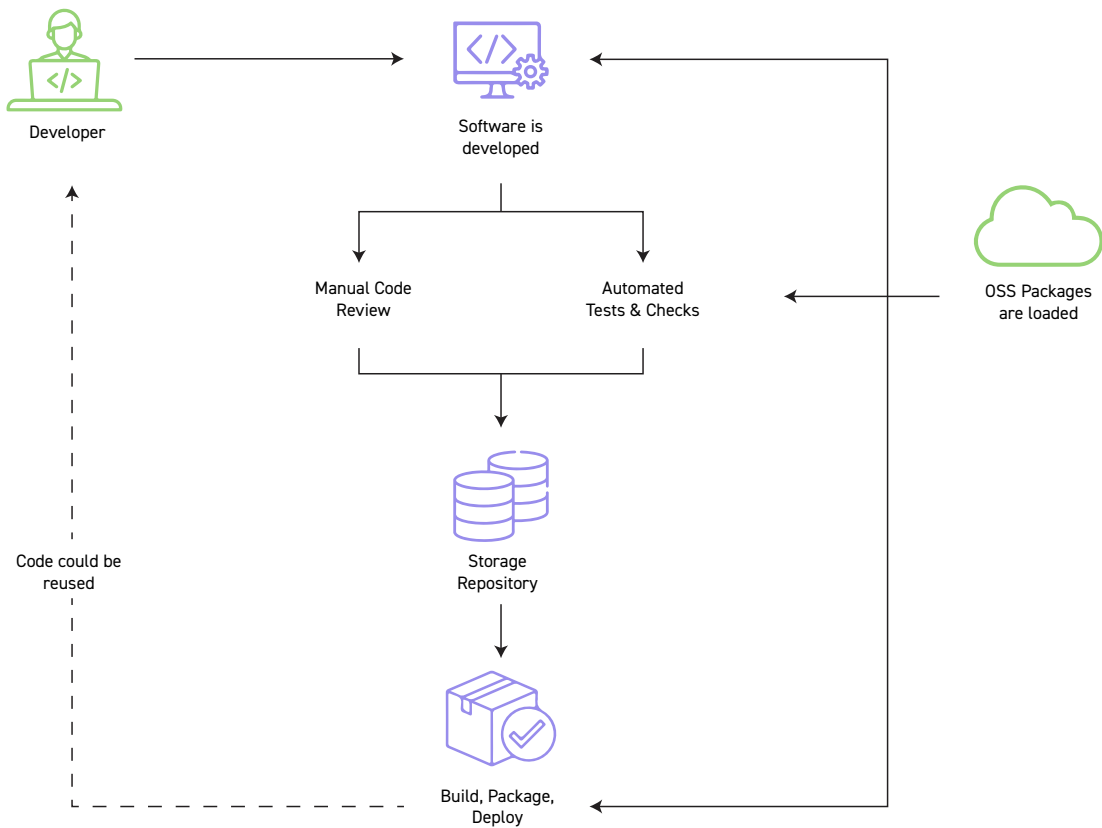 </>
</>
Developer
Software is
developed
Manual Code
Review
Automated
Tests & Checks
OSS Packages
are loaded
Storage
Repository
Code could be
reused
Build, Package,
Deploy